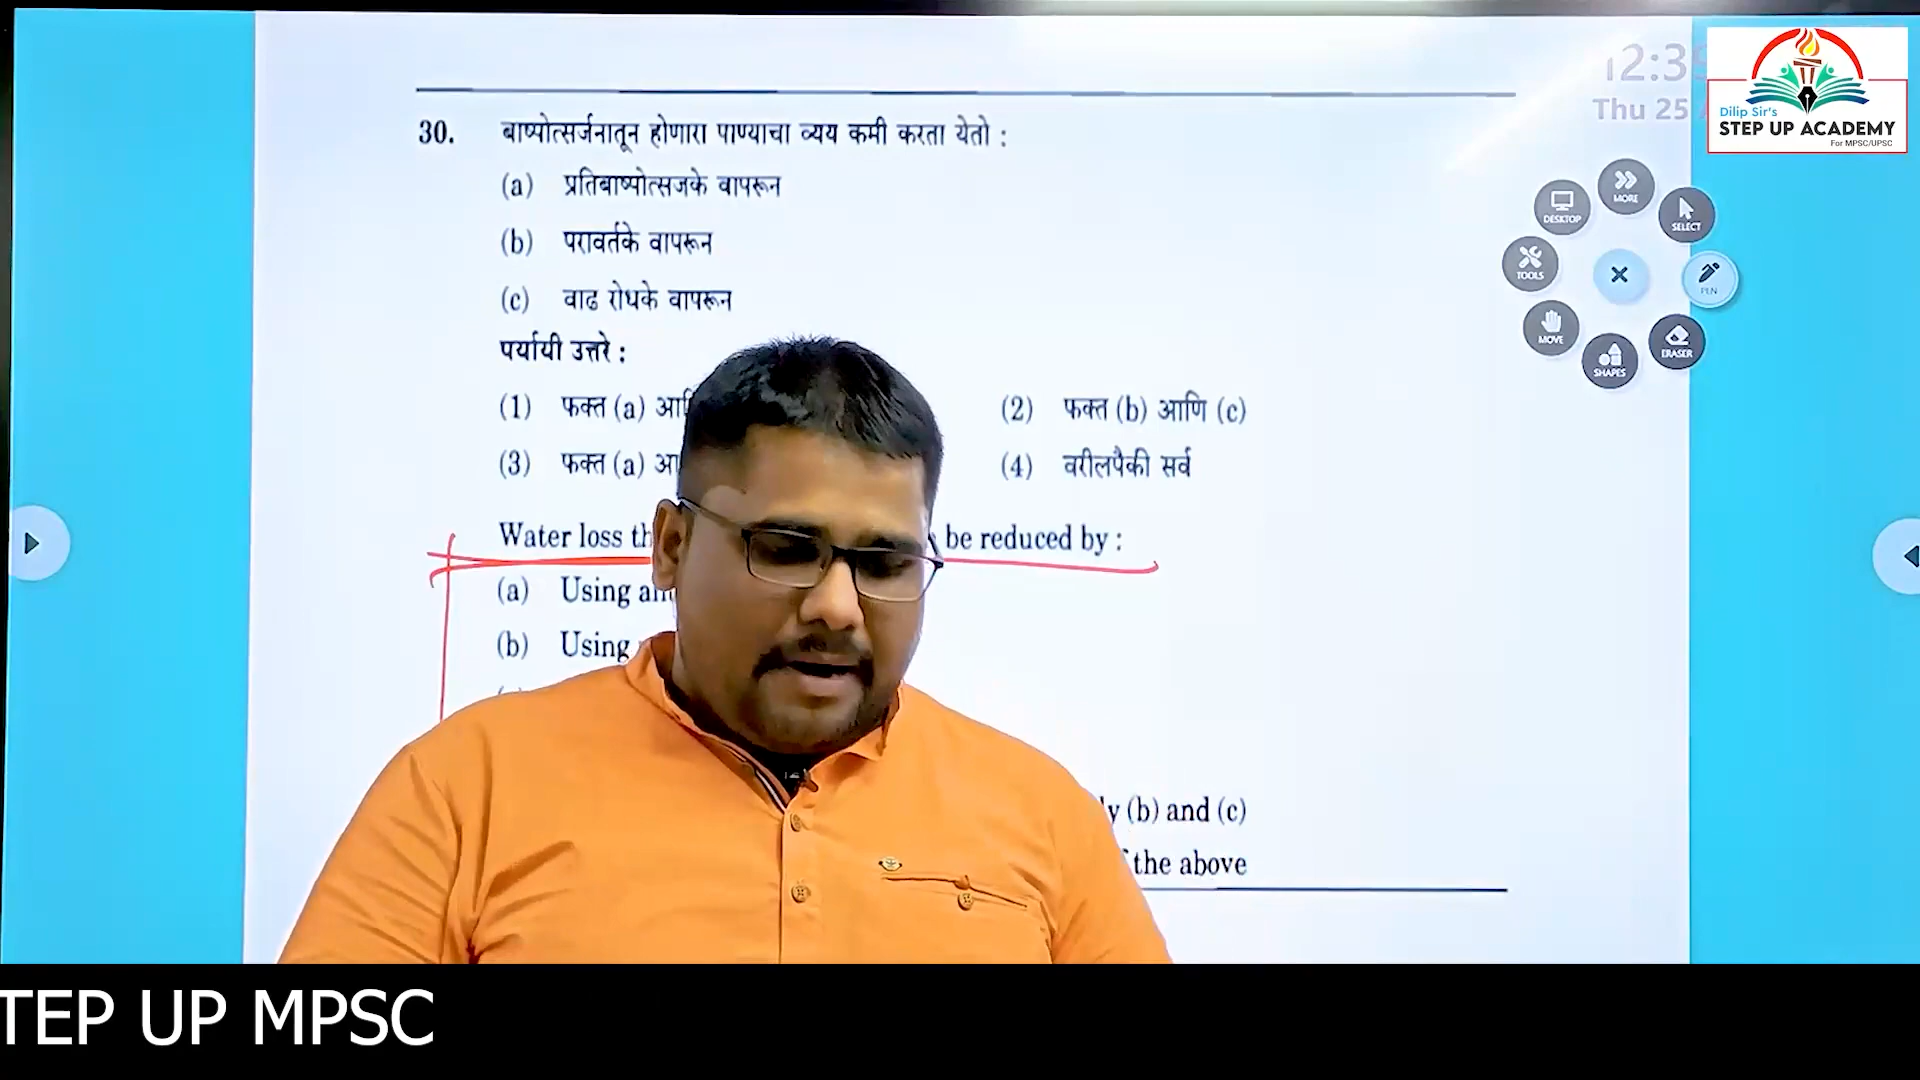 12:3
Thu 25
Dilip Sir's
STEP UP ACADEMY
For MPSC/UPSC
30. बाष्पोत्सर्जनातून होणारा पाण्याचा व्यय कमी करता येतो :
(a) प्रतिबाष्पोत्सजके वापरून
(b) परावर्तके वापरून
(c) वाढ रोधके वापरून
पर्यायी उत्तरे :
(1) फक्त (a)
(2) फक्त (b) आणि (c)
(3) फक्त (a)
(4) वरीलपैकी सर्व
Water loss be reduced by :
(a) Using
(b) Using
(b) and (c)
the above
MORE
DESKTOP
SELECT
TOOLS
PEN
MOVE
ERASER
SHAPES
TEP UP MPSC